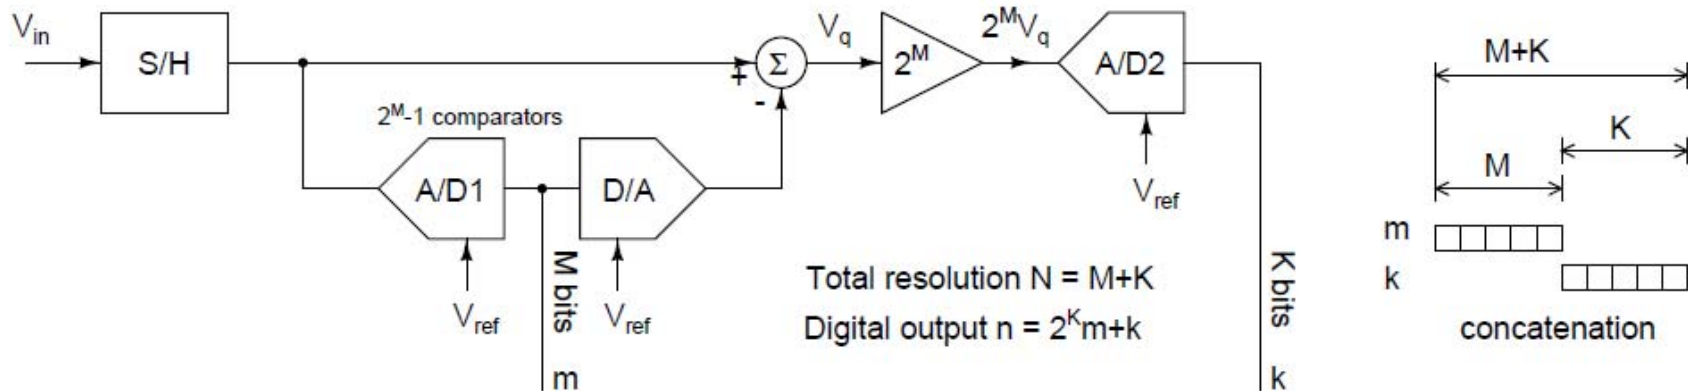 V_in
S/H
+
-
Σ
V_q
2^M
2^M V_q
A/D2
V_ref
2^M-1 comparators
A/D1
D/A
V_ref
V_ref
M bits
m
K bits
k
Total resolution N = M+K
Digital output n = 2^K m+k
M+K
K
M
m
k
concatenation